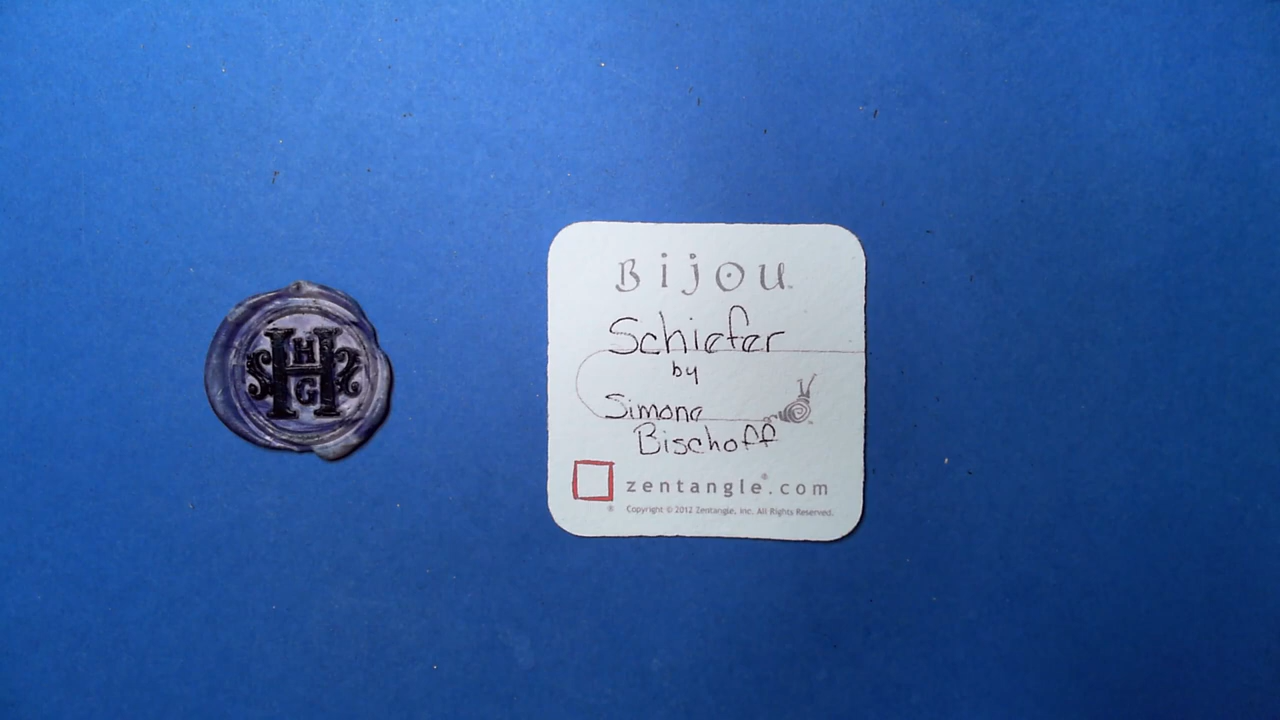 H
H
G
Bijou
Schiefer
by
Simone
Bischoff
zentangle®.com
® Copyright © 2012 Zentangle, Inc. All Rights Reserved.